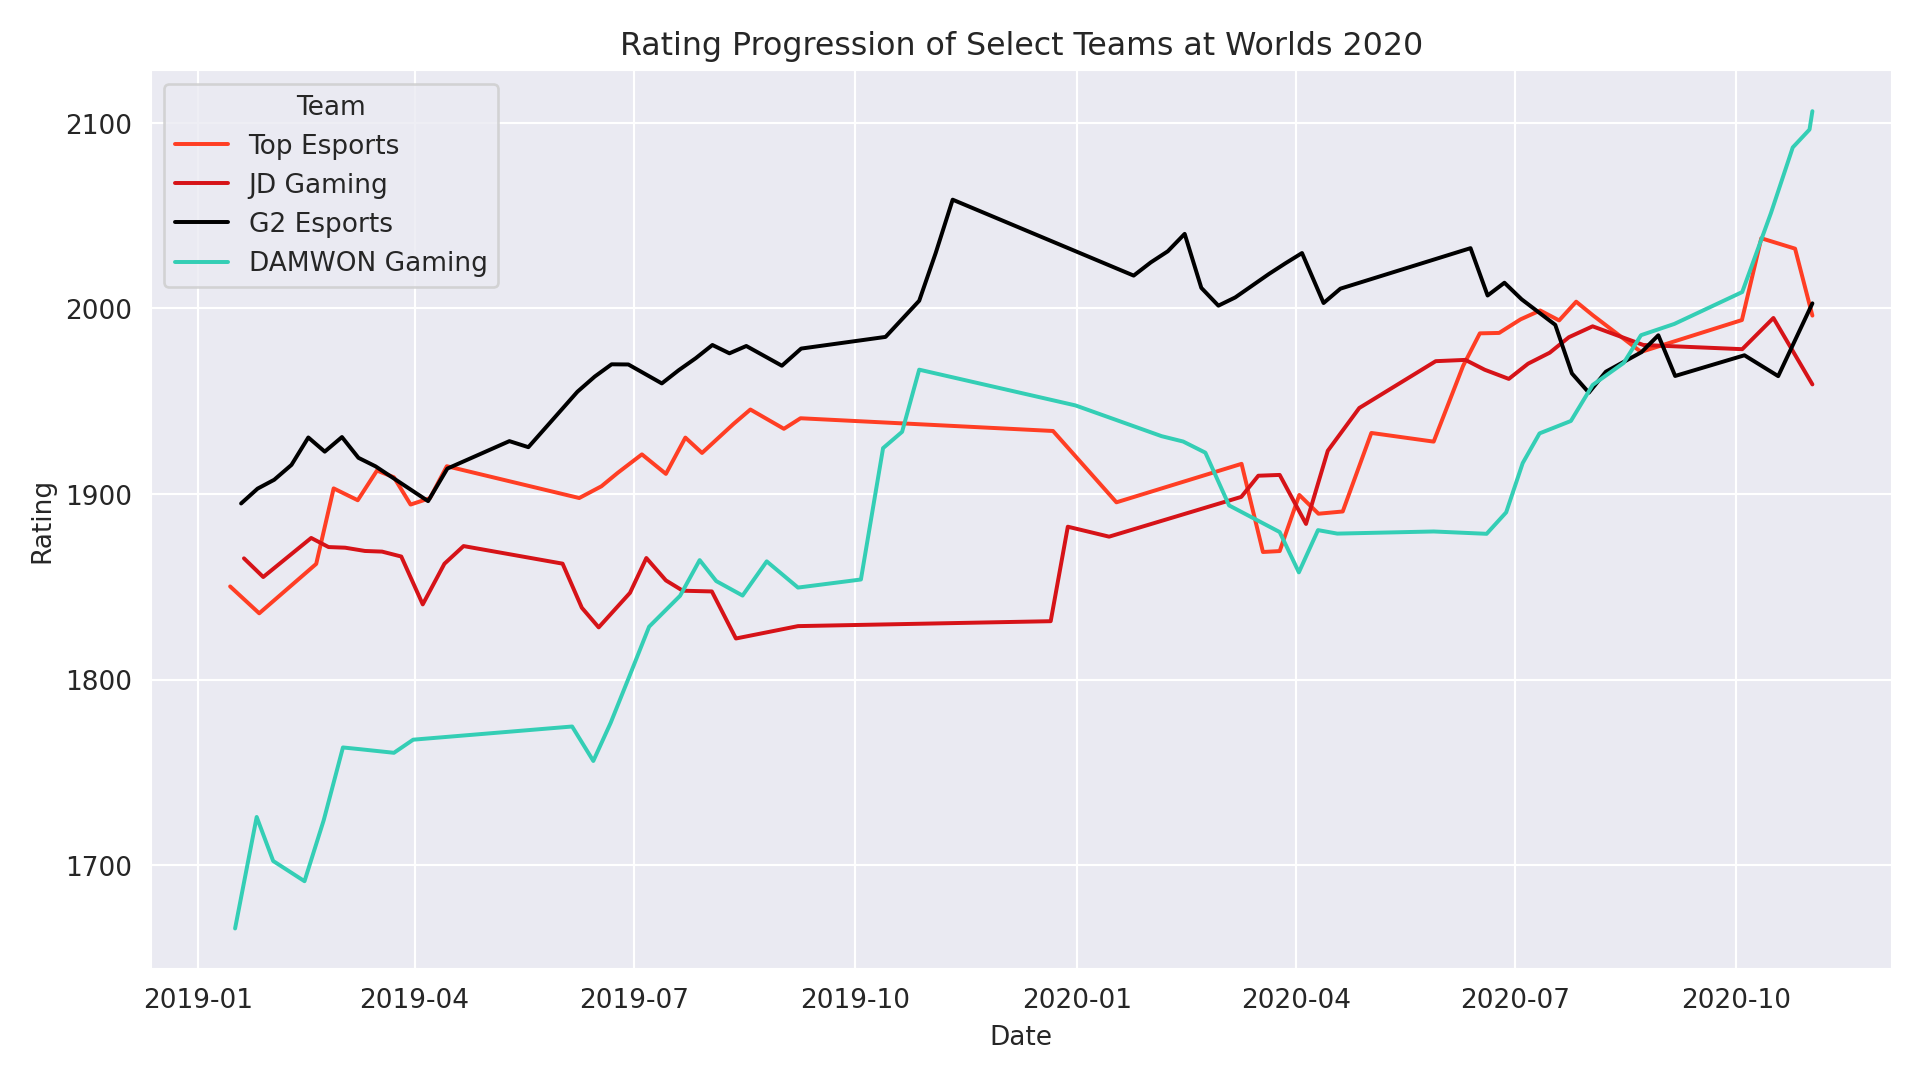 Rating Progression of Select Teams at Worlds 2020
Team
Top Esports
JD Gaming
G2 Esports
DAMWON Gaming
2100
2000
1900
1800
1700
Rating
2019-01 2019-04 2019-07 2019-10 2020-01 2020-04 2020-07 2020-10
Date